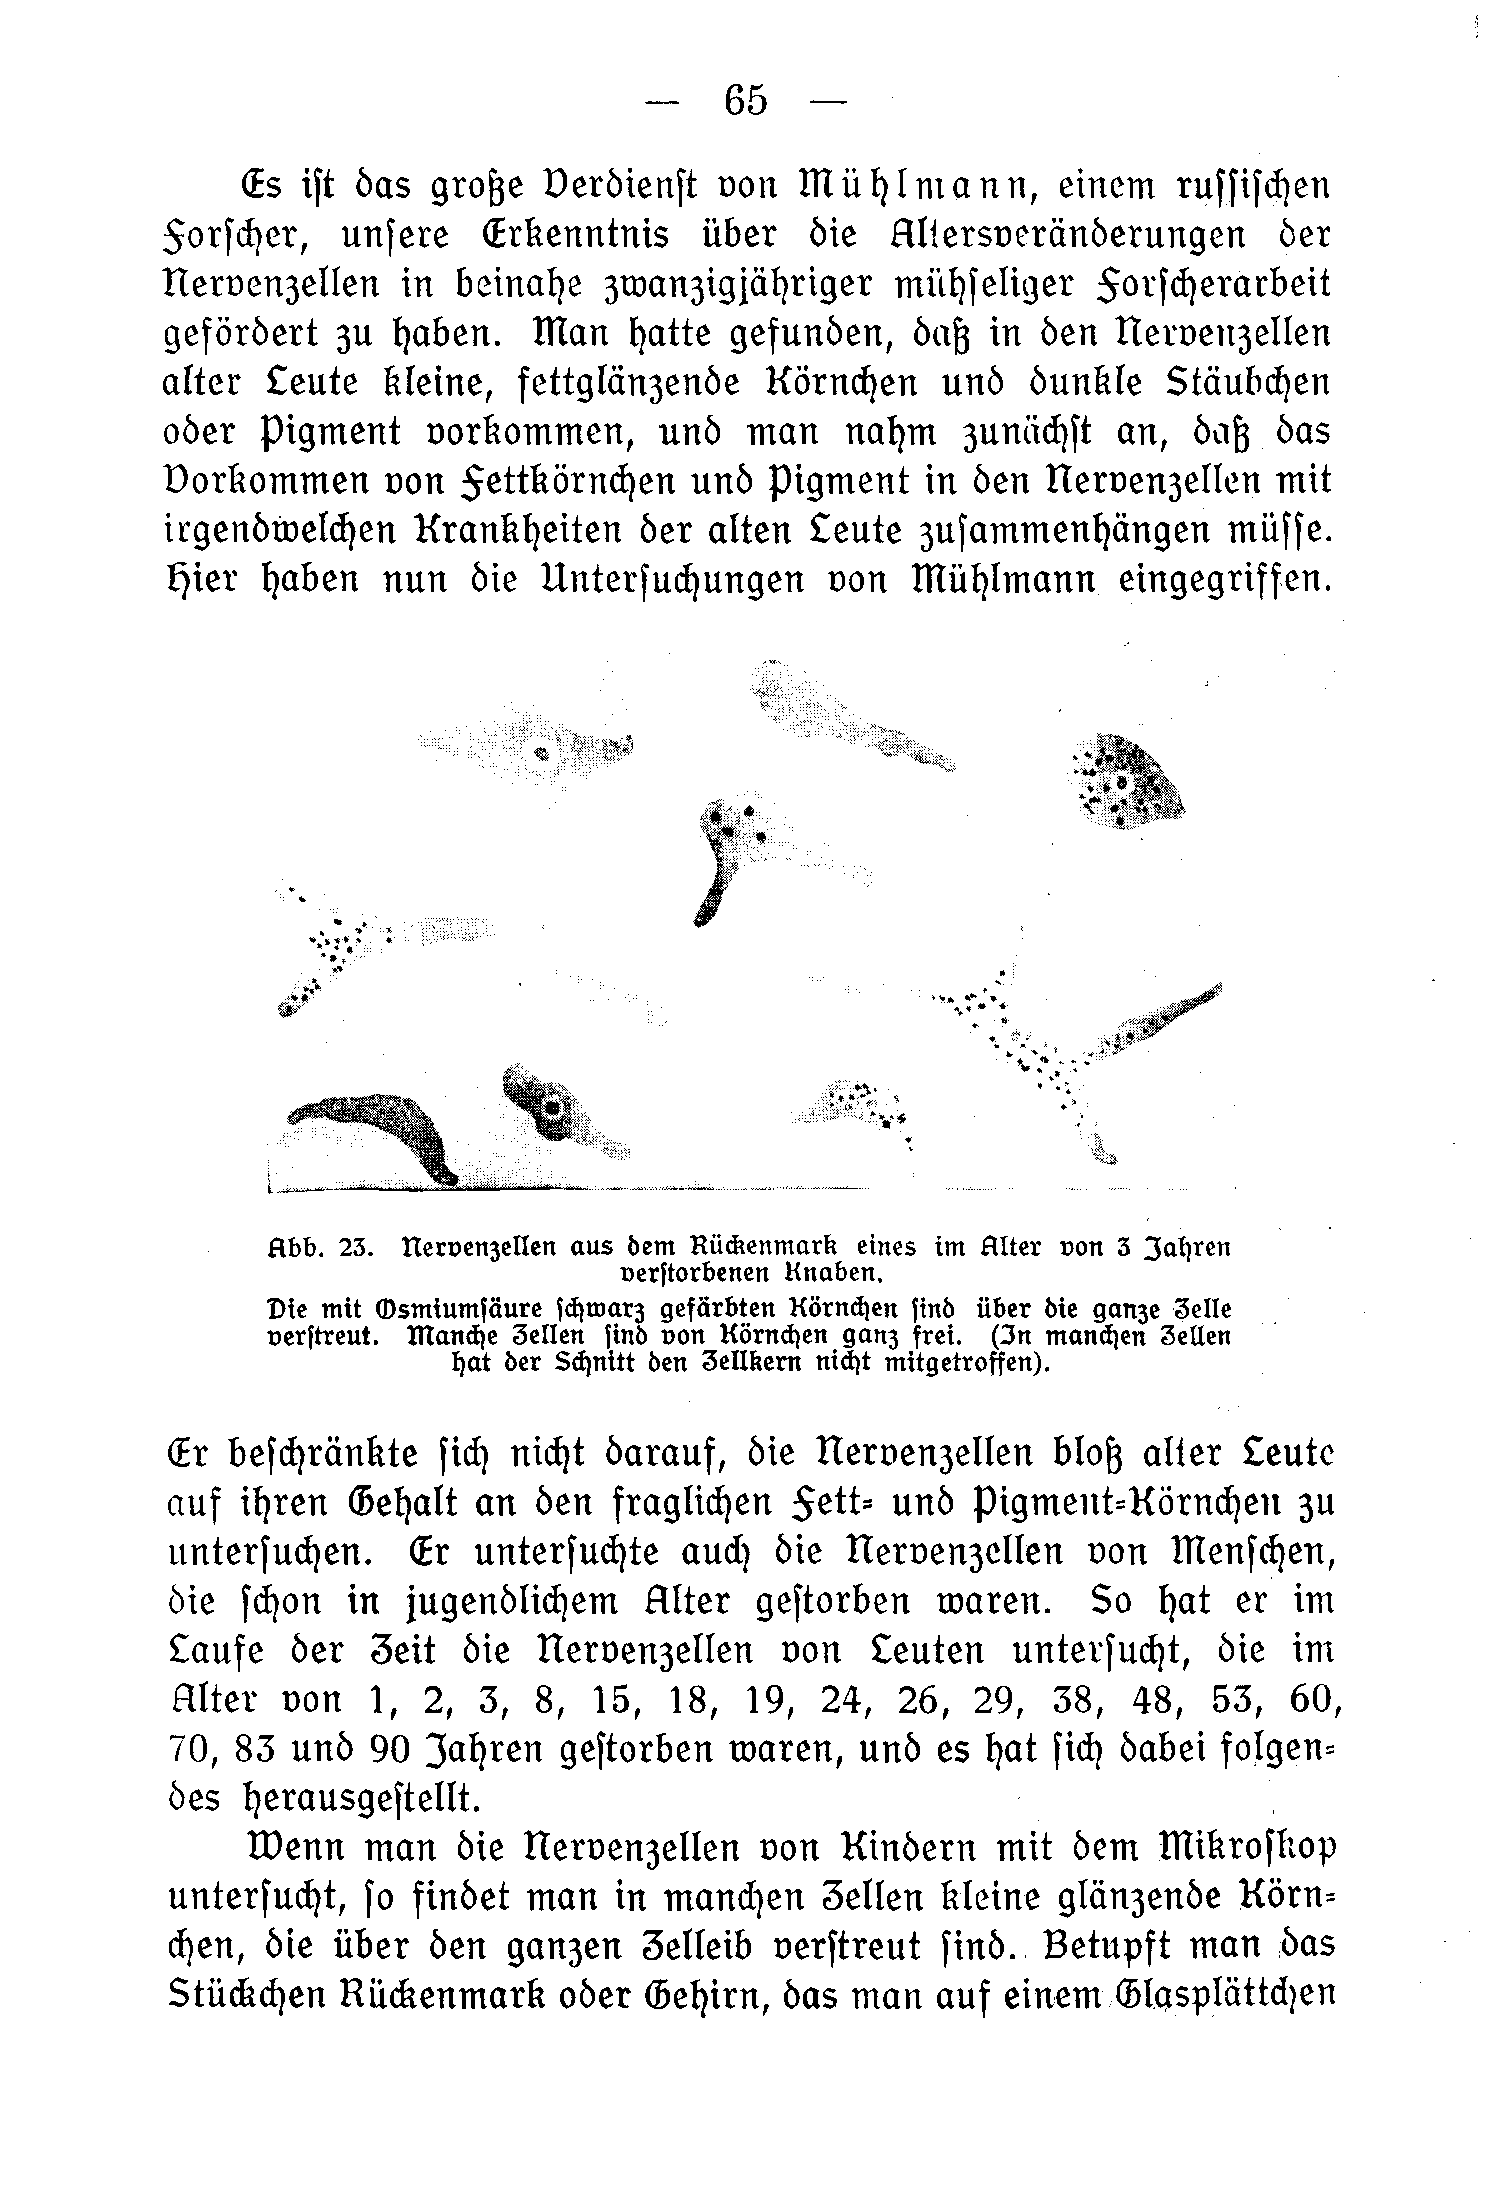 — 65 —
Es ist das große Verdienst von Mühlmann, einem russischen
Forscher, unsere Erkenntnis über die Altersveränderungen der
Nervenzellen in beinahe zwanzigjähriger mühseliger Forscherarbeit
gefördert zu haben. Man hatte gefunden, daß in den Nervenzellen
alter Leute kleine, fettglänzende Körnchen und dunkle Stäubchen
oder Pigment vorkommen, und man nahm zunächst an, daß das
Vorkommen von Fettkörnchen und Pigment in den Nervenzellen mit
irgendwelchen Krankheiten der alten Leute zusammenhängen müsse.
Hier haben nun die Untersuchungen von Mühlmann eingegriffen.
Abb. 23. Nervenzellen aus dem Rückenmark eines im Alter von 3 Jahren
verstorbenen Knaben.
Die mit Osmiumsäure schwarz gefärbten Körnchen sind über die ganze Zelle
verstreut. Manche Zellen sind von Körnchen ganz frei. (In manchen Zellen
hat der Schnitt den Zellkern nicht mitgetroffen).
Er beschränkte sich nicht darauf, die Nervenzellen bloß alter Leute
auf ihren Gehalt an den fraglichen Fett- und Pigment-Körnchen zu
untersuchen. Er untersuchte auch die Nervenzellen von Menschen,
die schon in jugendlichem Alter gestorben waren. So hat er im
Laufe der Zeit die Nervenzellen von Leuten untersucht, die im
Alter von 1, 2, 3, 8, 15, 18, 19, 24, 26, 29, 38, 48, 53, 60,
70, 83 und 90 Jahren gestorben waren, und es hat sich dabei folgen-
des herausgestellt.
Wenn man die Nervenzellen von Kindern mit dem Mikroskop
untersucht, so findet man in manchen Zellen kleine glänzende Körn-
chen, die über den ganzen Zelleib verstreut sind. Betupft man das
Stückchen Rückenmark oder Gehirn, das man auf einem Glasplättchen